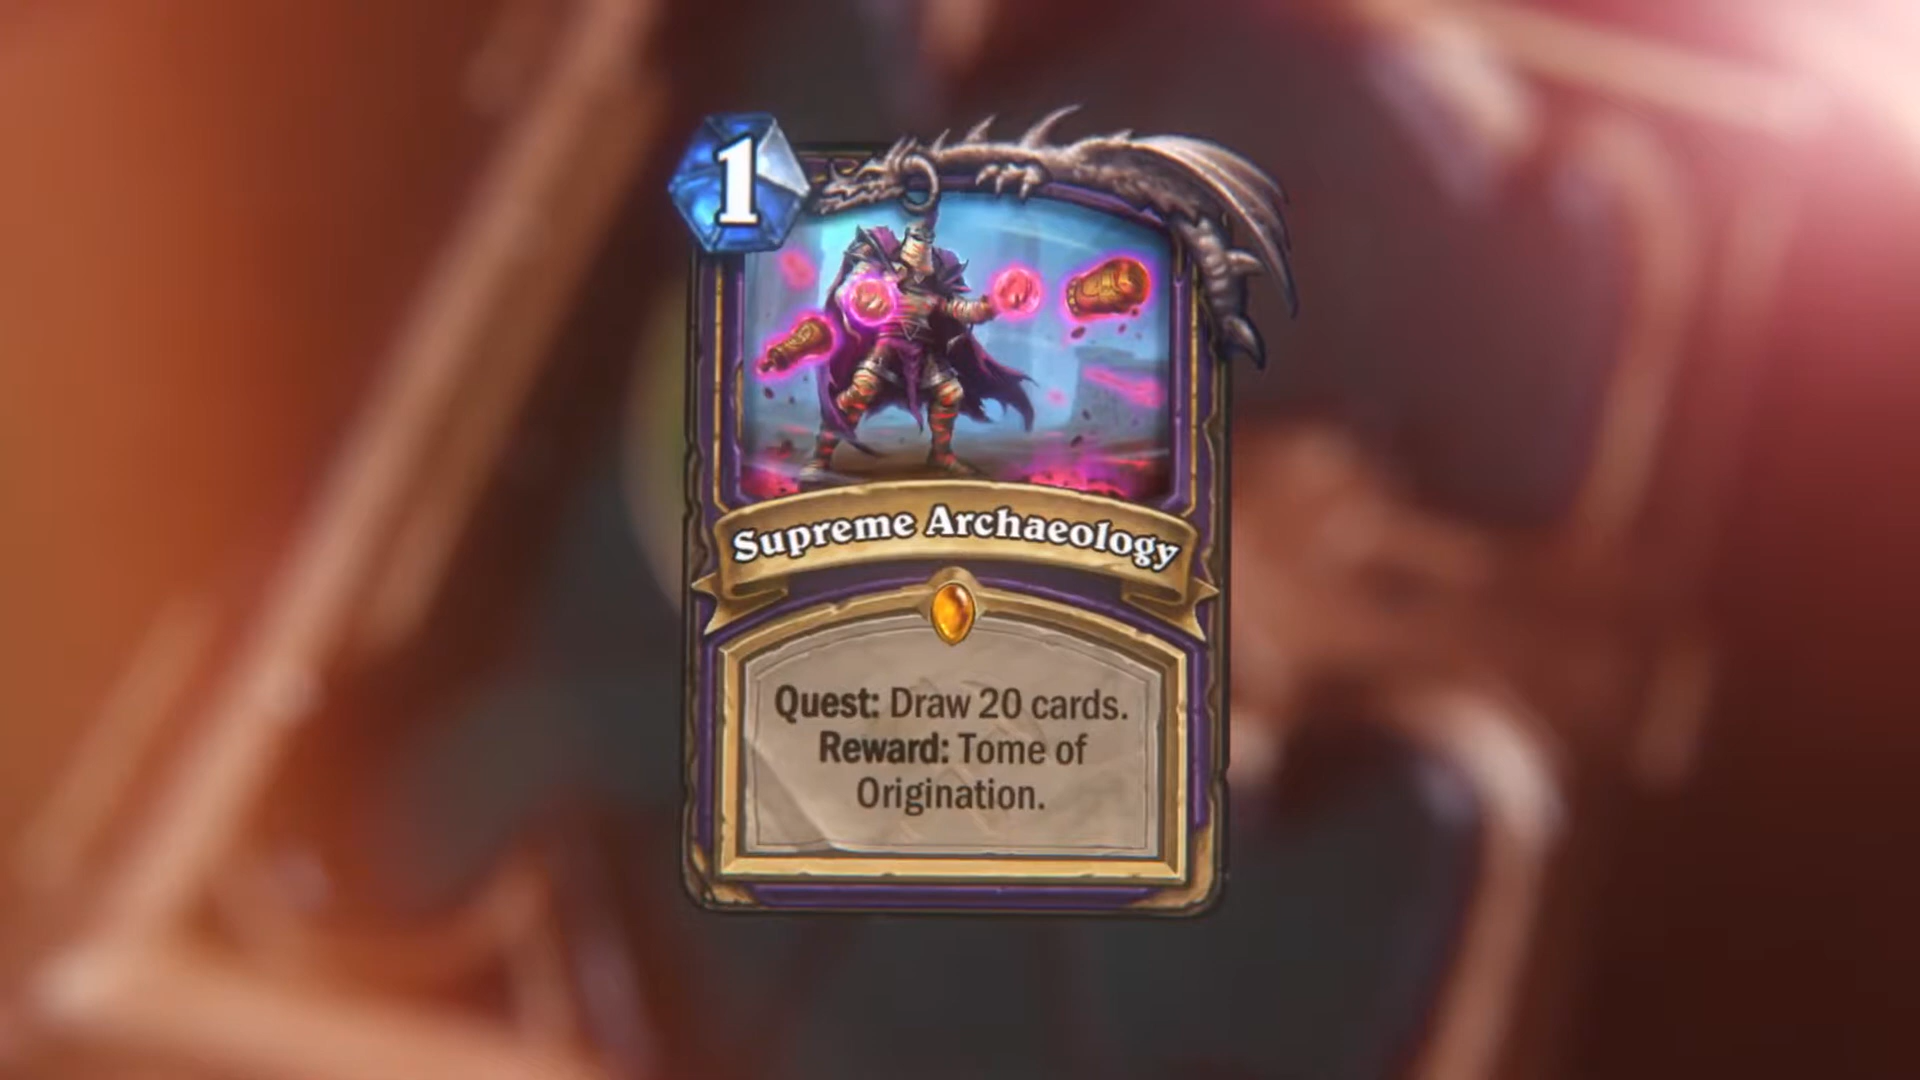 1
Supreme Archaeology
Quest: Draw 20 cards.
Reward: Tome of
Origination.